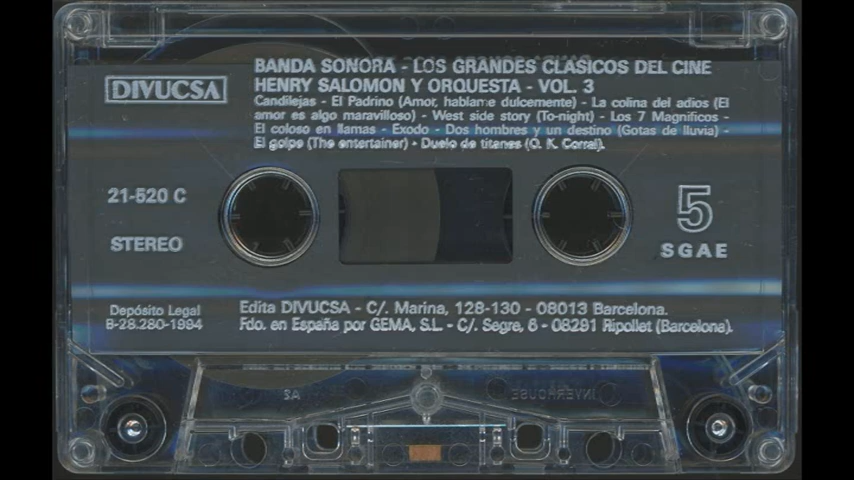 DIVUCSA
BANDA SONORA - LOS GRANDES CLASICOS DEL CINE
HENRY SALOMON Y ORQUESTA - VOL. 3
Candilejas - El Padrino (Amor, hablame dulcemente) - La colina del adios (El
amor es algo maravilloso) - West side story (To-night) - Los 7 Magnificos -
El coloso en llamas - Exodo - Dos hombres y un destino (Gotas de lluvia) -
El golpe (The entertainer) - Duelo de titanes (O. K. Corral).
21-520 C
STEREO
5
SGAE
Depósito Legal
B-28.280-1994
Edita DIVUCSA - C/. Marina, 128-130 - 08013 Barcelona.
Fdo. en España por GEMA, S.L. - C/. Segre, 6 - 08291 Ripollet (Barcelona).
INVERHOUSE